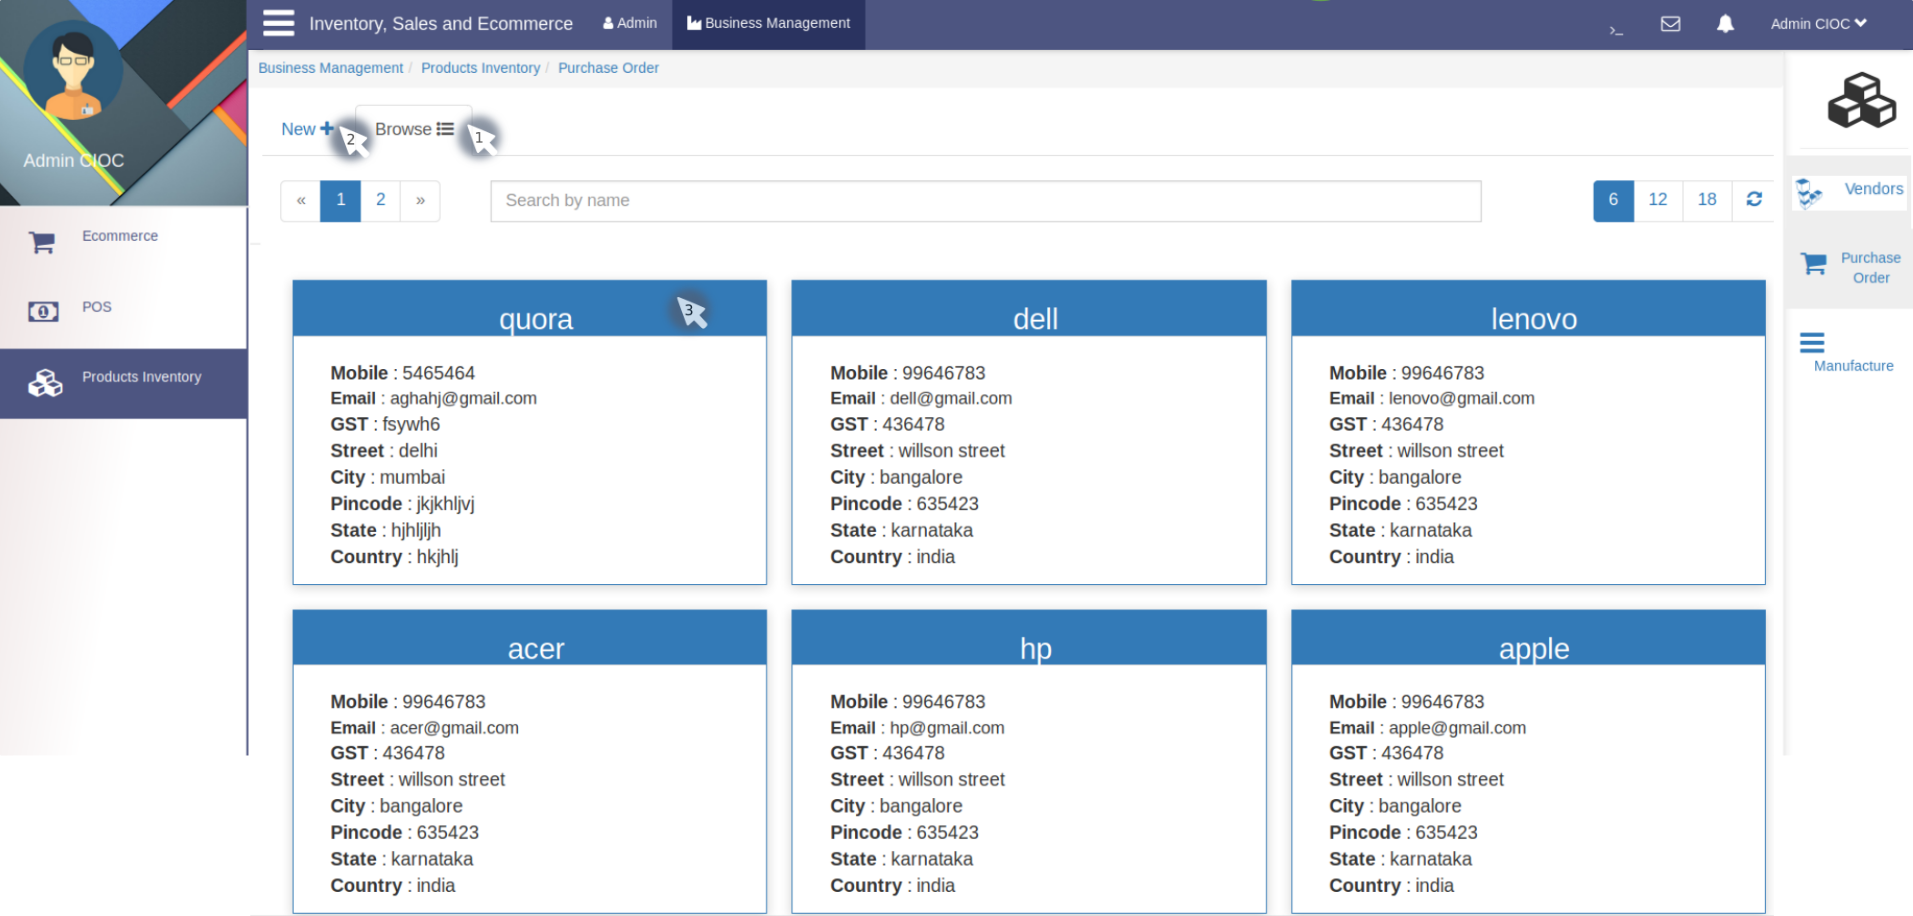 Inventory, Sales and Ecommerce Admin Business Management >_ Admin CIOC
Business Management / Products Inventory / Purchase Order
Admin CIOC
Ecommerce
POS
Products Inventory
New + 2 Browse 1
« 1 2 » Search by name 6 12 18
quora 3
Mobile : 5465464
Email : aghahj@gmail.com
GST : fsywh6
Street : delhi
City : mumbai
Pincode : jkjkhljvj
State : hjhljljh
Country : hkjhlj
dell
Mobile : 99646783
Email : dell@gmail.com
GST : 436478
Street : willson street
City : bangalore
Pincode : 635423
State : karnataka
Country : india
lenovo
Mobile : 99646783
Email : lenovo@gmail.com
GST : 436478
Street : willson street
City : bangalore
Pincode : 635423
State : karnataka
Country : india
acer
Mobile : 99646783
Email : acer@gmail.com
GST : 436478
Street : willson street
City : bangalore
Pincode : 635423
State : karnataka
Country : india
hp
Mobile : 99646783
Email : hp@gmail.com
GST : 436478
Street : willson street
City : bangalore
Pincode : 635423
State : karnataka
Country : india
apple
Mobile : 99646783
Email : apple@gmail.com
GST : 436478
Street : willson street
City : bangalore
Pincode : 635423
State : karnataka
Country : india
Vendors
Purchase
Order
Manufacture